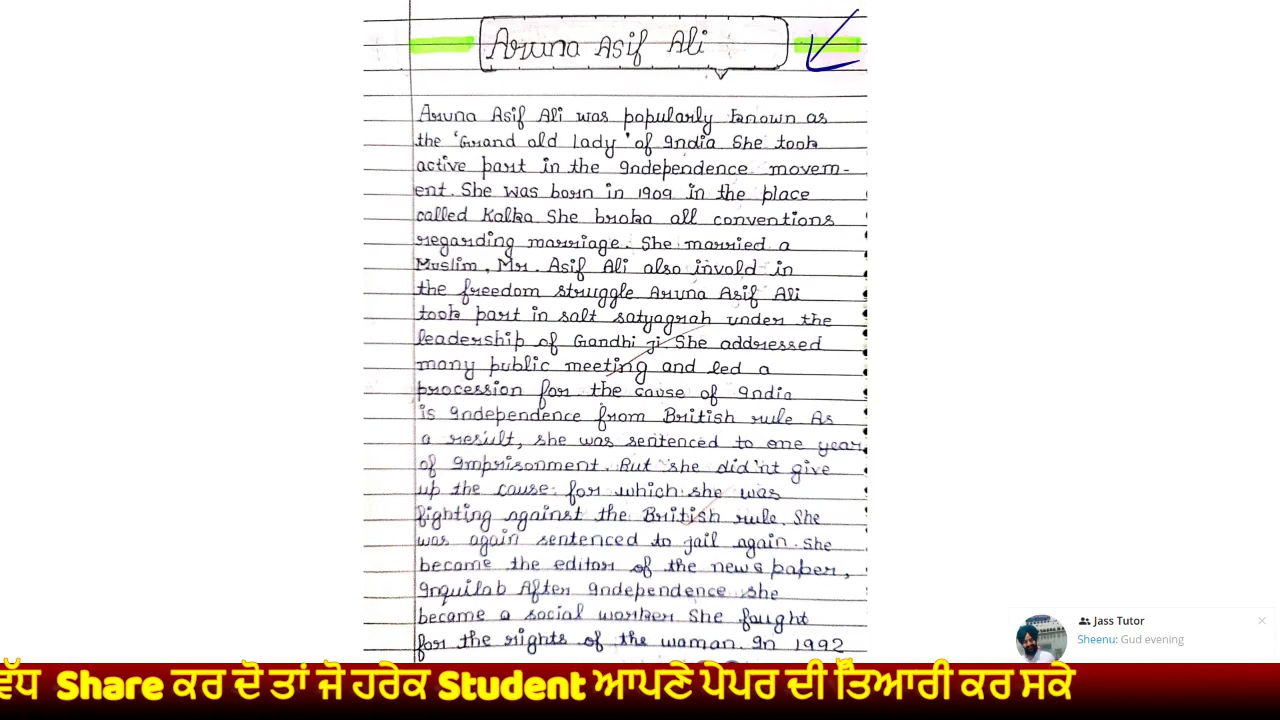 Aruna Asif Ali
Aruna Asif Ali was popularly known as
the 'Grand old lady' of India She took
active part in the Independence movem-
ent. She was born in 1909 in the place
called Kalka She broka all conventions
regarding marriage. She married a
Muslim, Mr. Asif Ali also invold in
the freedom struggle Aruna Asif Ali
took part in salt satyagrah under the
leadership of Gandhi ji. She addressed
many public meeting and led a
procession for the cause of India
is Independence from British rule As
a result, she was sentenced to one year
of Imprisonment. But she did'nt give
up the cause for which she was
fighting against the British rule. She
was again sentenced to jail again. She
become the editor of the news paper,
Inquilab After Independence she
became a social worker She faught
for the rights of the waman. In 1992
Jass Tutor
Sheenu: Gud evening
ਵੱਧ Share ਕਰ ਦੋ ਤਾਂ ਜੋ ਹਰੇਕ Student ਆਪਣੇ ਪੇਪਰ ਦੀ ਤਿਆਰੀ ਕਰ ਸਕੇ